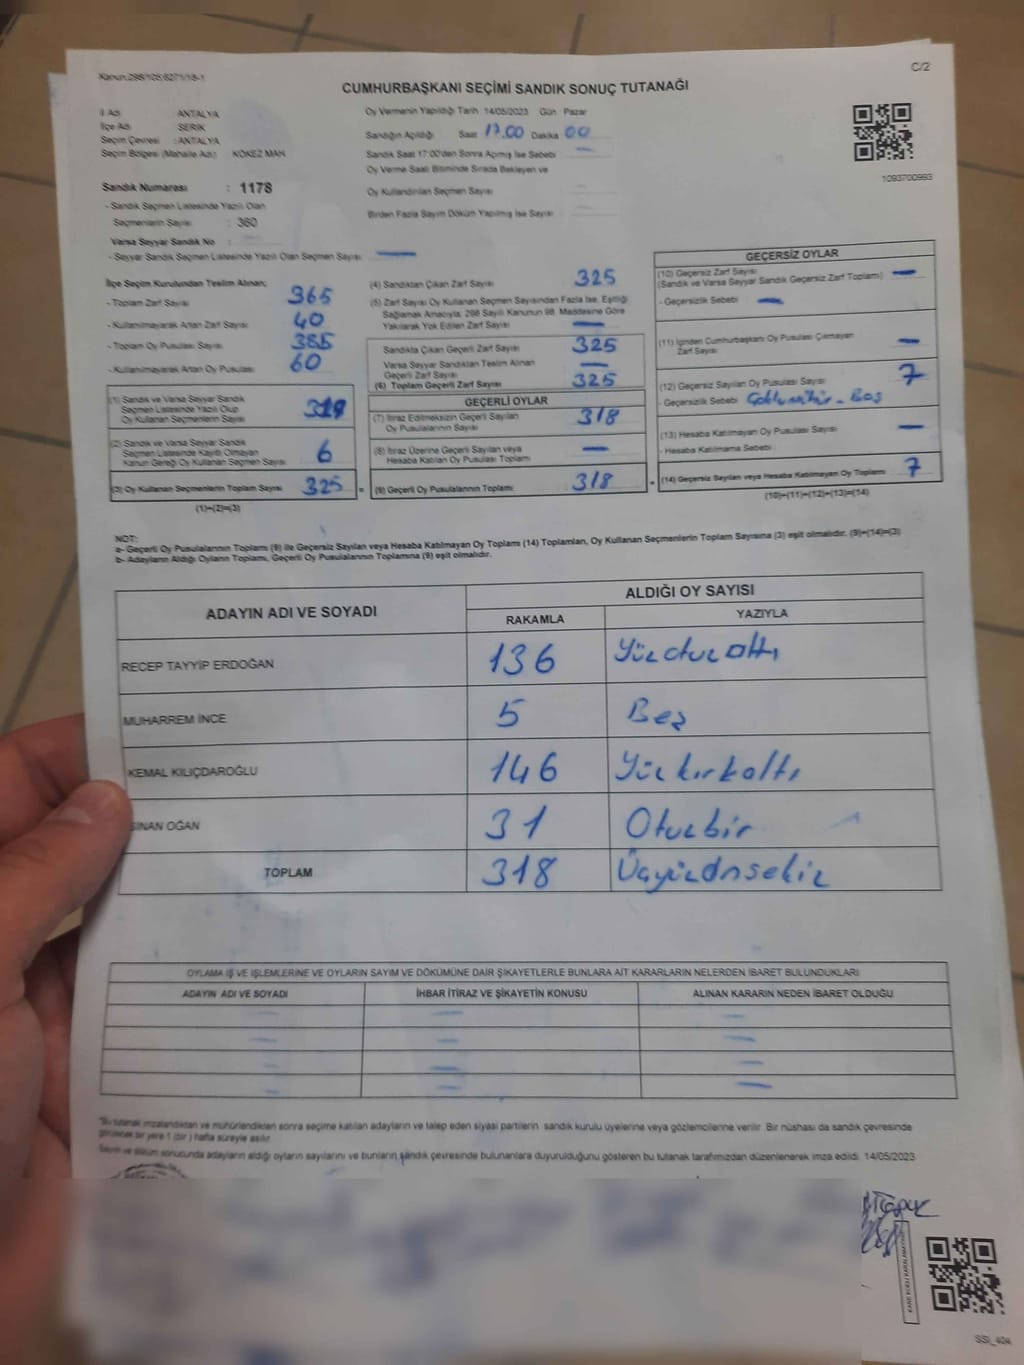 Kanun:298/105;6271/18-1
C/2
CUMHURBAŞKANI SEÇİMİ SANDIK SONUÇ TUTANAĞI
İl Adı : ANTALYA
İlçe Adı : SERİK
Seçim Çevresi : ANTALYA
Seçim Bölgesi (Mahalle Adı) : KÖKEZ MAH.
Sandık Numarası : 1178
- Sandık Seçmen Listesinde Yazılı Olan
Seçmenlerin Sayısı : 360
Varsa Seyyar Sandık No :
- Seyyar Sandık Seçmen Listesinde Yazılı Olan Seçmen Sayısı
Oy Vermenin Yapıldığı Tarih 14/05/2023 Gün Pazar
Sandığın Açıldığı Saat 17.00 Dakika 00
Sandık Saat 17:00'den Sonra Açılmış İse Sebebi
Oy Verme Saati Bitiminde Sırada Bekleyen ve
Oy Kullandırılan Seçmen Sayısı
Birden Fazla Sayım Döküm Yapılmış İse Sayısı
1093700993
İlçe Seçim Kurulundan Teslim Alınan;
- Toplam Zarf Sayısı 365
- Kullanılmayarak Artan Zarf Sayısı 40
- Toplam Oy Pusulası Sayısı 385
- Kullanılmayarak Artan Oy Pusulası 60
(1) Sandık ve Varsa Seyyar Sandık
Seçmen Listesinde Yazılı Olup
Oy Kullanan Seçmenlerin Sayısı 319
(2) Sandık ve Varsa Seyyar Sandık
Seçmen Listesinde Kayıtlı Olmayan
Kanun Gereği Oy Kullanan Seçmen Sayısı 6
(3) Oy Kullanan Seçmenlerin Toplam Sayısı 325
(1)+(2)=(3)
(4) Sandıktan Çıkan Zarf Sayısı 325
(5) Zarf Sayısı Oy Kullanan Seçmen Sayısından Fazla İse, Eşitliği
Sağlamak Amacıyla, 298 Sayılı Kanunun 98. Maddesine Göre
Yakılarak Yok Edilen Zarf Sayısı
Sandıkta Çıkan Geçerli Zarf Sayısı 325
Varsa Seyyar Sandıktan Teslim Alınan
Geçerli Zarf Sayısı
(6) Toplam Geçerli Zarf Sayısı 325
GEÇERLİ OYLAR
(7) İtiraz Edilmeksizin Geçerli Sayılan
Oy Pusulalarının Sayısı 318
(8) İtiraz Üzerine Geçerli Sayılan veya
Hesaba Katılan Oy Pusulası Toplamı
= (9) Geçerli Oy Pusulalarının Toplamı 318
GEÇERSİZ OYLAR
(10) Geçersiz Zarf Sayısı
(Sandık ve Varsa Seyyar Sandık Geçersiz Zarf Toplamı)
- Geçersizlik Sebebi
(11) İçinden Cumhurbaşkanı Oy Pusulası Çıkmayan
Zarf Sayısı
(12) Geçersiz Sayılan Oy Pusulası Sayısı 7
- Geçersizlik Sebebi - Boş
(13) Hesaba Katılmayan Oy Pusulası Sayısı
- Hesaba Katılmama Sebebi
+ (14) Geçersiz Sayılan veya Hesaba Katılmayan Oy Toplamı 7
(10)+(11)+(12)+(13)=(14)
NOT:
a- Geçerli Oy Pusulalarının Toplamı (9) ile Geçersiz Sayılan veya Hesaba Katılmayan Oy Toplamı (14) Toplamları, Oy Kullanan Seçmenlerin Toplam Sayısına (3) eşit olmalıdır. (9)+(14)=(3)
b- Adayların Aldığı Oyların Toplamı, Geçerli Oy Pusulalarının Toplamına (9) eşit olmalıdır.
ADAYIN ADI VE SOYADI
ALDIĞI OY SAYISI
RAKAMLA YAZIYLA
RECEP TAYYİP ERDOĞAN 136 Yüzotuzaltı
MUHARREM İNCE 5 Beş
KEMAL KILIÇDAROĞLU 146 Yüzkırkaltı
SİNAN OĞAN 31 Otuzbir
TOPLAM 318 Üçyüzonsekiz
OYLAMA İŞ VE İŞLEMLERİNE VE OYLARIN SAYIM VE DÖKÜMÜNE DAİR ŞİKAYETLERLE BUNLARA AİT KARARLARIN NELERDEN İBARET BULUNDUKLARI
ADAYIN ADI VE SOYADI İHBAR İTİRAZ VE ŞİKAYETİN KONUSU ALINAN KARARIN NEDEN İBARET OLDUĞU
*Bu tutanak imzalandıktan ve mühürlendikten sonra seçime katılan adayların ve talep eden siyasi partilerin, sandık kurulu üyelerine veya gözlemcilerine verilir. Bir nüshası da sandık çevresinde
görülecek bir yere 1 (bir) hafta süreyle asılır.
Sayım ve döküm sonucunda adayların aldığı oyların sayılarını ve bunların sandık çevresinde bulunanlara duyurulduğunu gösteren bu tutanak tarafımızdan düzenlenerek imza edildi. 14/05/2023
SSİ_40A